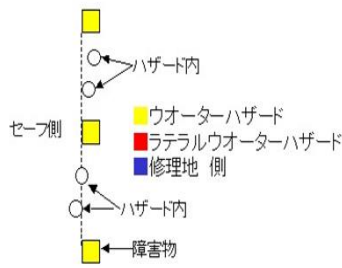 ハザード内
セーフ側
ウオーターハザード
ラテラルウオーターハザード
修理地 側
ハザード内
障害物